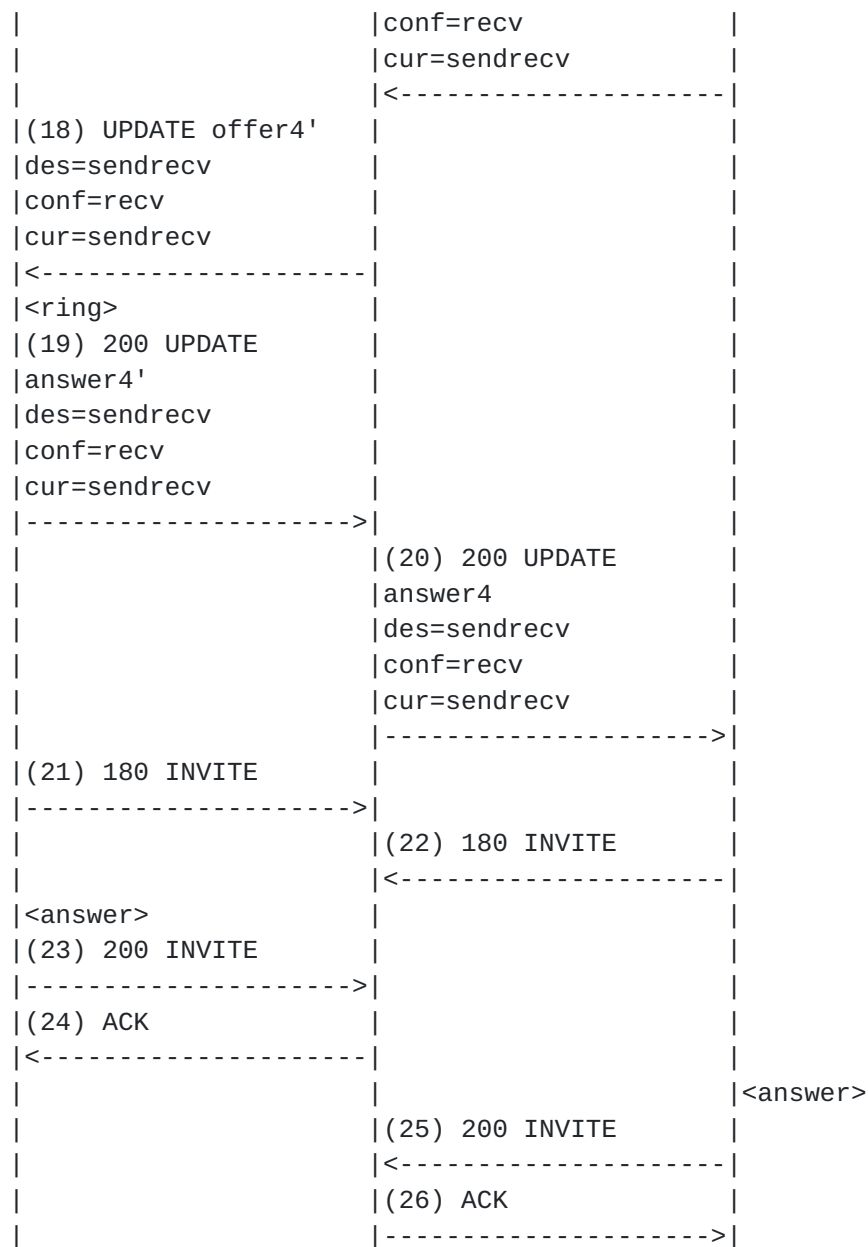 |                      |conf=recv             |
|                      |cur=sendrecv          |
|                      |<---------------------|
|(18) UPDATE offer4'   |                      |
|des=sendrecv          |                      |
|conf=recv             |                      |
|cur=sendrecv          |                      |
|<---------------------|                      |
|<ring>                |                      |
|(19) 200 UPDATE       |                      |
|answer4'              |                      |
|des=sendrecv          |                      |
|conf=recv             |                      |
|cur=sendrecv          |                      |
|--------------------->|                      |
|                      |(20) 200 UPDATE       |
|                      |answer4               |
|                      |des=sendrecv          |
|                      |conf=recv             |
|                      |cur=sendrecv          |
|                      |--------------------->|
|(21) 180 INVITE       |                      |
|--------------------->|                      |
|                      |(22) 180 INVITE       |
|                      |<---------------------|
|<answer>              |                      |
|(23) 200 INVITE       |                      |
|--------------------->|                      |
|(24) ACK              |                      |
|<---------------------|                      |
|                      |                      |<answer>
|                      |(25) 200 INVITE       |
|                      |<---------------------|
|                      |(26) ACK              |
|                      |--------------------->|